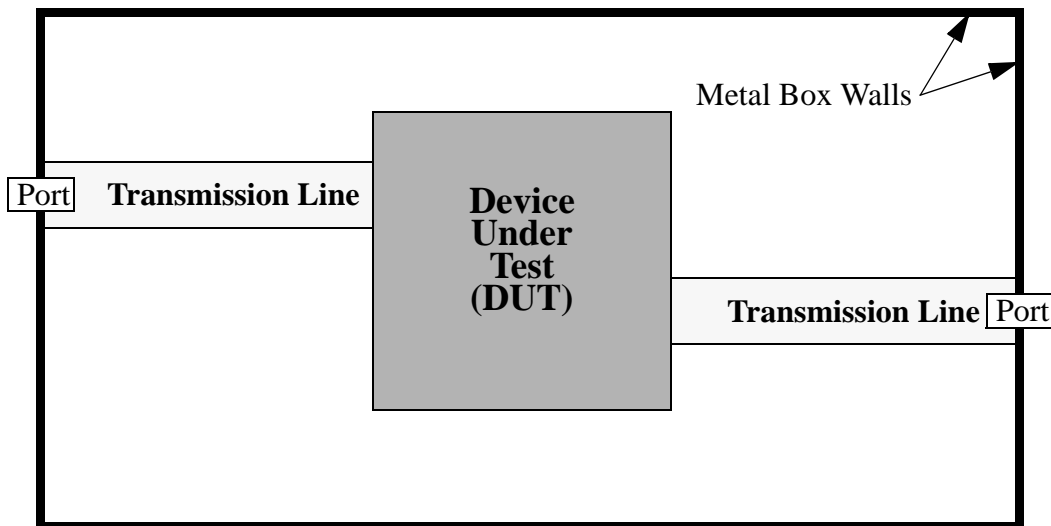 Metal Box Walls
Port
Transmission Line
Device
Under
Test
(DUT)
Transmission Line
Port